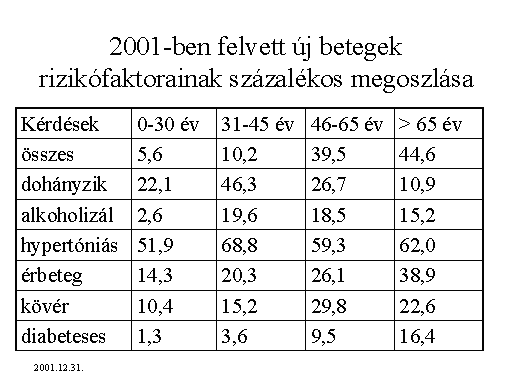 2001-ben felvett új betegek
rizikófaktorainak százalékos megoszlása
Kérdések 0-30 év 31-45 év 46-65 év > 65 év
összes 5,6 10,2 39,5 44,6
dohányzik 22,1 46,3 26,7 10,9
alkoholizál 2,6 19,6 18,5 15,2
hypertóniás 51,9 68,8 59,3 62,0
érbeteg 14,3 20,3 26,1 38,9
kövér 10,4 15,2 29,8 22,6
diabeteses 1,3 3,6 9,5 16,4
2001.12.31.